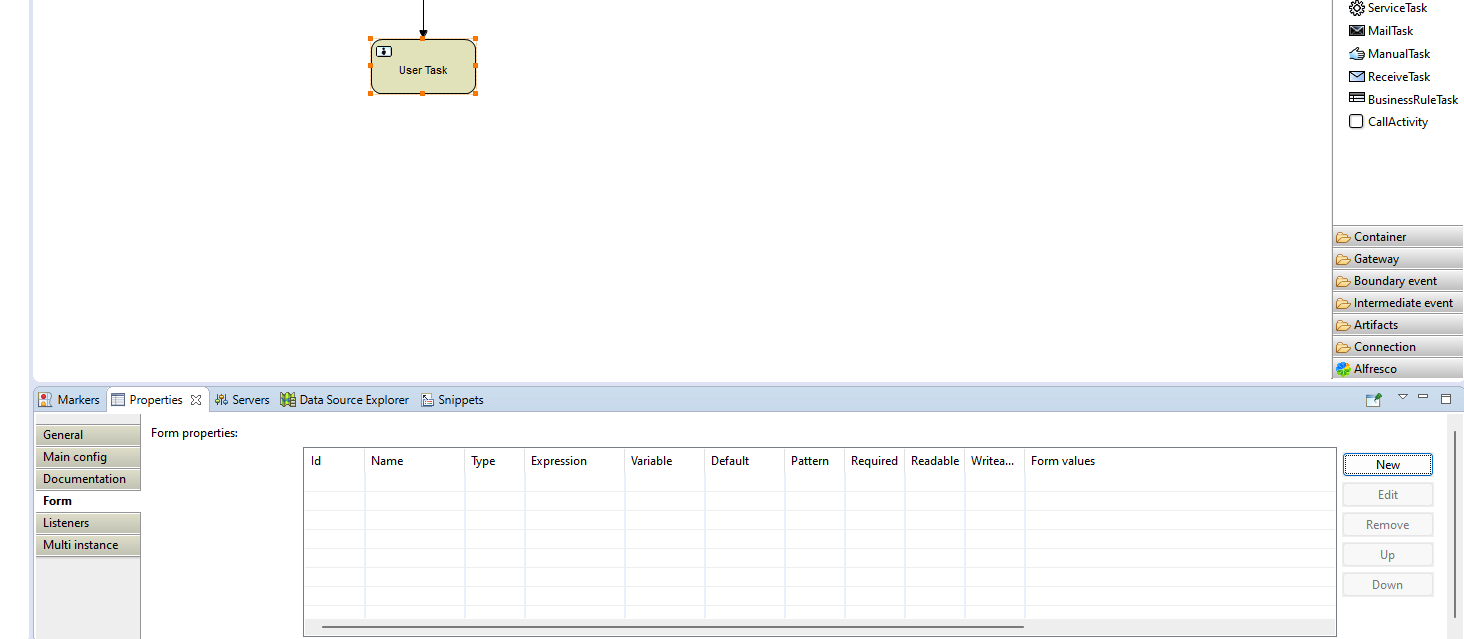 ServiceTask
MailTask
User Task
ManualTask
ReceiveTask
BusinessRuleTask
CallActivity
Container
Gateway
Boundary event
Intermediate event
Artifacts
Connection
Alfresco
Markers Properties Servers Data Source Explorer Snippets
General
Main config
Documentation
Form
Listeners
Multi instance
Form properties:
Id Name Type Expression Variable Default Pattern Required Readable Writea... Form values
New
Edit
Remove
Up
Down